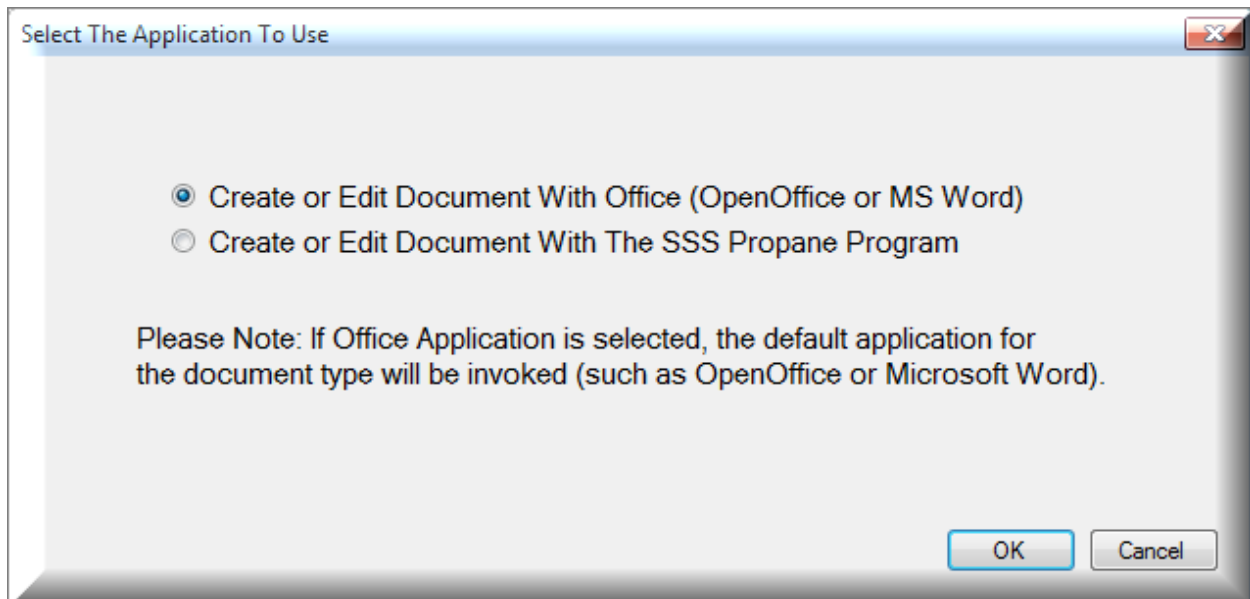 Select The Application To Use
Create or Edit Document With Office (OpenOffice or MS Word)
Create or Edit Document With The SSS Propane Program
Please Note: If Office Application is selected, the default application for
the document type will be invoked (such as OpenOffice or Microsoft Word).
OK
Cancel